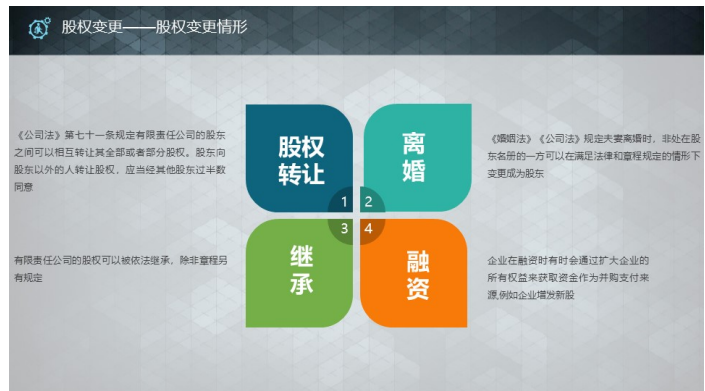 股权变更——股权变更情形
《公司法》第七十一条规定有限责任公司的股东
之间可以相互转让其全部或者部分股权。股东向
股东以外的人转让股权，应当经其他股东过半数
同意
股权
转让
1
离
婚
2
《婚姻法》《公司法》规定夫妻离婚时，非处在股
东名册的一方可以在满足法律和章程规定的情形下
变更成为股东
有限责任公司的股权可以被依法继承，除非章程另
有规定
3
继
承
4
融
资
企业在融资时有时会通过扩大企业的
所有权益来获取资金作为并购支付来
源,例如企业增发新股